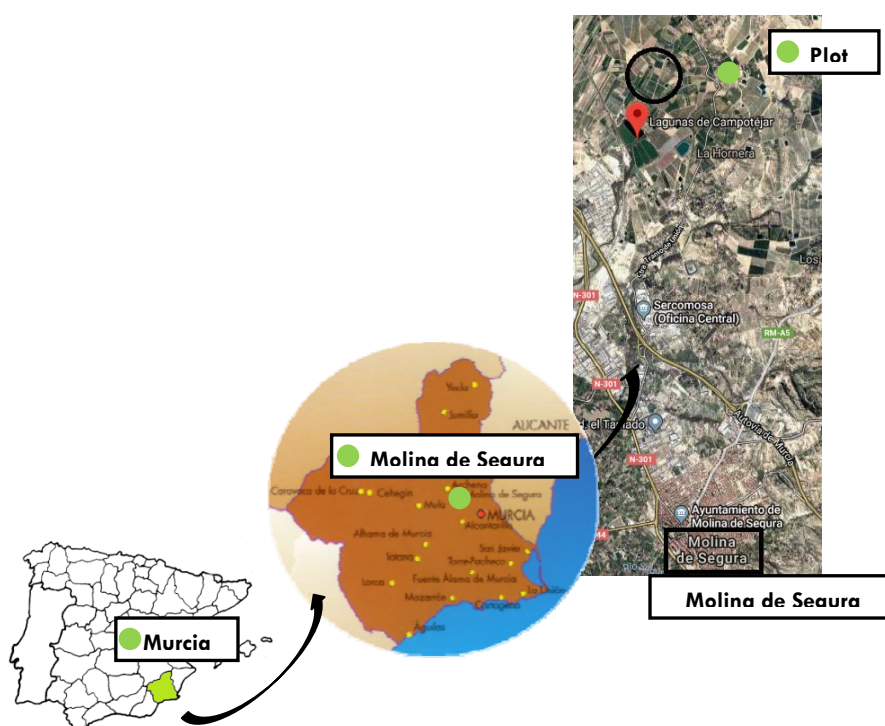 Plot
Lagunas de Campotéjar
La Hornera
Los
N-301
Sercomosa
(Oficina Central)
RM-A5
N-301
Autovía de Murcia
N-301
Ayuntamiento de
Molina de Segura
Molina
de Segura
Molina de Segura
Yecla
Jumilla
ALICANTE
Molina de Segura
Archena
Caravaca de la Cruz
Cehegín
Mula
Molina de Segura
MURCIA
Alcantarilla
Alhama de Murcia
San Javier
Totana
Torre-Pacheco
Lorca
Fuente Álamo de Murcia
La Unión
Mazarrón
Cartagena
Águilas
Murcia